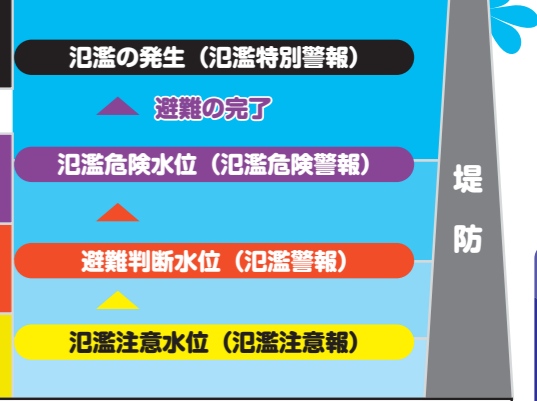 氾濫の発生（氾濫特別警報）
避難の完了
氾濫危険水位（氾濫危険警報）
避難判断水位（氾濫警報）
氾濫注意水位（氾濫注意報）
堤防